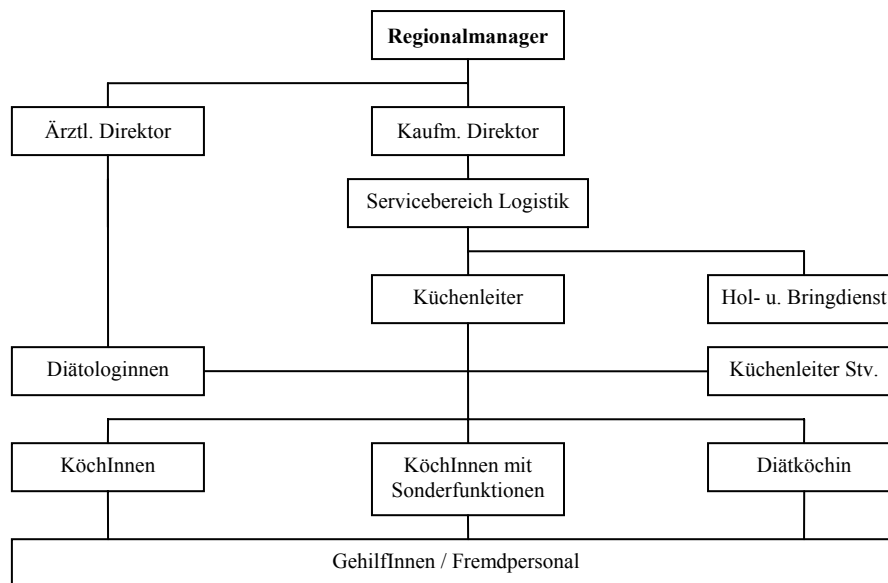 Regionalmanager
Ärztl. Direktor
Kaufm. Direktor
Servicebereich Logistik
Küchenleiter
Hol- u. Bringdienst
Diätologinnen
Küchenleiter Stv.
KöchInnen
KöchInnen mit
Sonderfunktionen
Diätköchin
GehilfInnen / Fremdpersonal